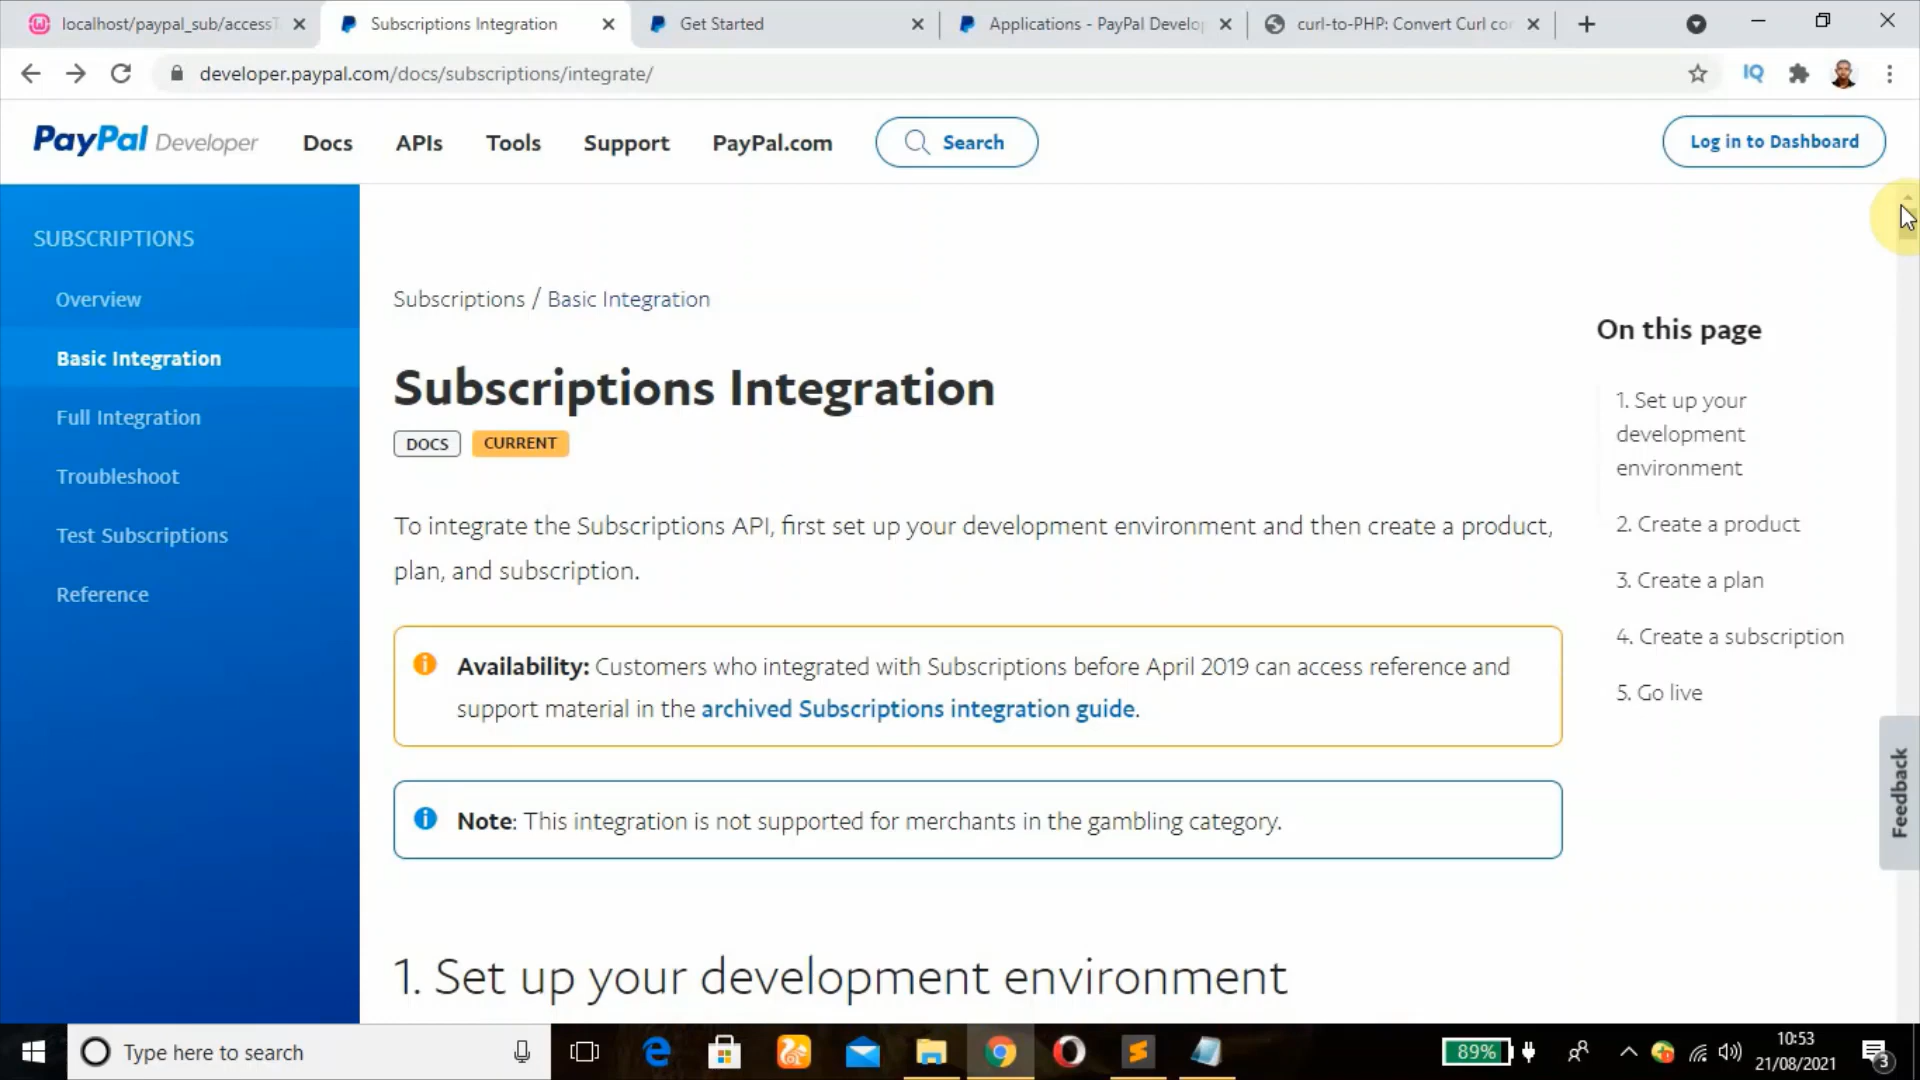 localhost/paypal_sub/access
Subscriptions Integration
Get Started
Applications - PayPal Develo
curl-to-PHP: Convert Curl co
developer.paypal.com/docs/subscriptions/integrate/
IQ
PayPal Developer
Docs
APIs
Tools
Support
PayPal.com
Search
Log in to Dashboard
SUBSCRIPTIONS
Overview
Basic Integration
Full Integration
Troubleshoot
Test Subscriptions
Reference
Subscriptions / Basic Integration
Subscriptions Integration
DOCS
CURRENT
To integrate the Subscriptions API, first set up your development environment and then create a product,
plan, and subscription.
Availability: Customers who integrated with Subscriptions before April 2019 can access reference and
support material in the archived Subscriptions integration guide.
Note: This integration is not supported for merchants in the gambling category.
1. Set up your development environment
On this page
1. Set up your
development
environment
2. Create a product
3. Create a plan
4. Create a subscription
5. Go live
Feedback
Type here to search
89%
10:53
21/08/2021
3